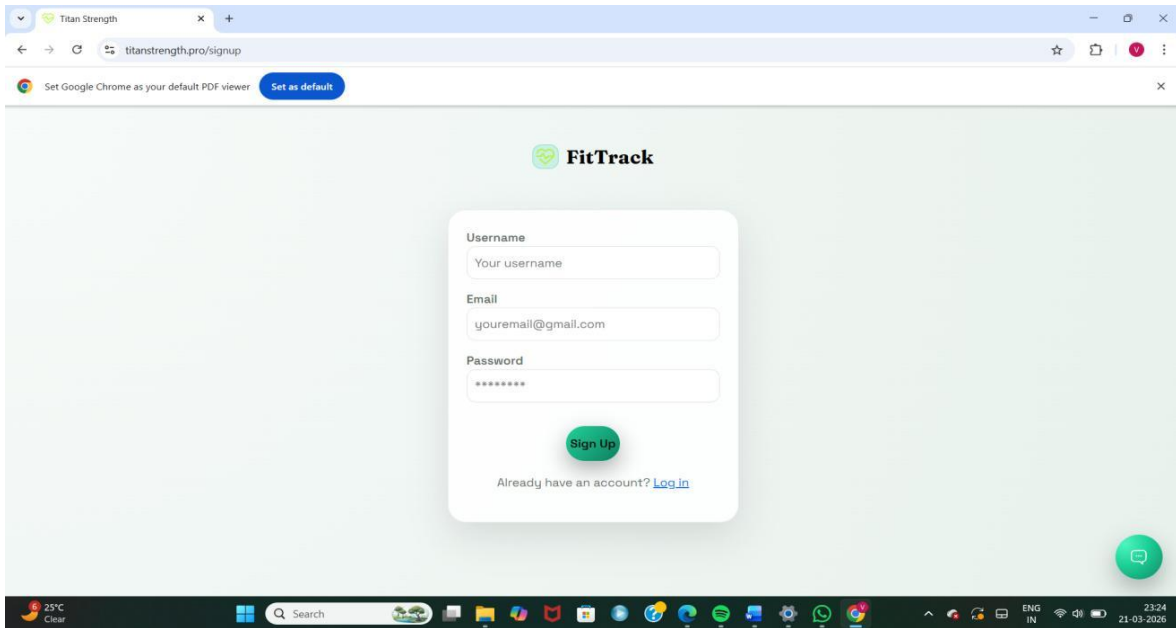 Titan Strength
titanstrength.pro/signup
V
Set Google Chrome as your default PDF viewer
Set as default
FitTrack
Username
Your username
Email
youremail@gmail.com
Password
********
Sign Up
Already have an account? Log in
6
25°C
Clear
Search
ENG
IN
23:24
21-03-2026